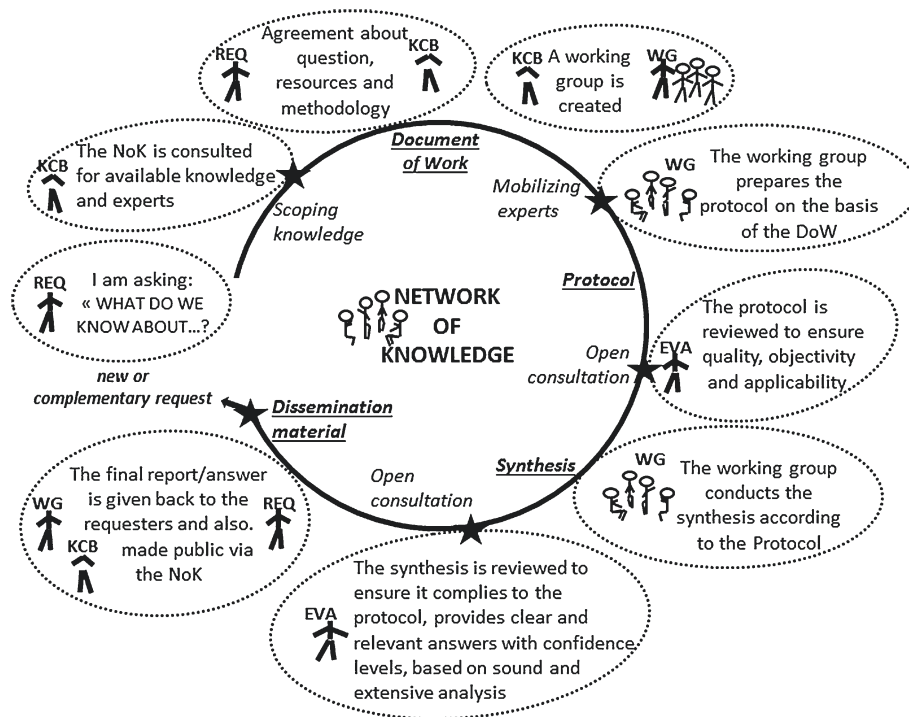 REQ
I am asking:
« WHAT DO WE
KNOW ABOUT…?
KCB
The NoK is consulted
for available knowledge
and experts
Scoping
knowledge
REQ
Agreement about
question,
resources and
methodology
KCB
Document
of Work
KCB
A working
group is
created
WG
Mobilizing
experts
WG
The working group
prepares the
protocol on the basis
of the DoW
Protocol
NETWORK
OF
KNOWLEDGE
Open
consultation
EVA
The protocol is
reviewed to ensure
quality, objectivity
and applicability
Synthesis
WG
The working group
conducts the
synthesis according
to the Protocol
Open
consultation
EVA
The synthesis is reviewed to
ensure it complies to the
protocol, provides clear and
relevant answers with confidence
levels, based on sound and
extensive analysis
Dissemination
material
WG
KCB
The final report/answer
is given back to the
requesters and also.
made public via
the NoK
REQ
new or
complementary request